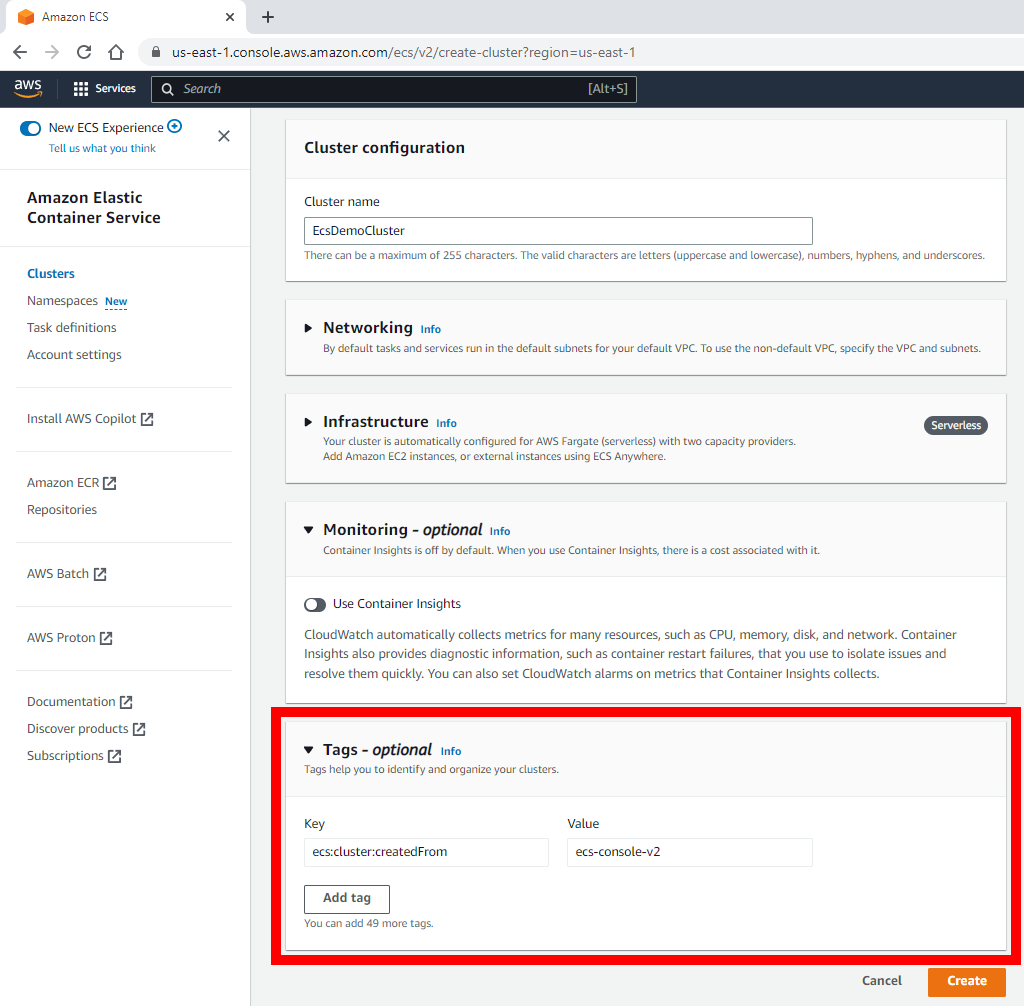 Amazon ECS
us-east-1.console.aws.amazon.com/ecs/v2/create-cluster?region=us-east-1
aws
Services
Search
[Alt+S]
New ECS Experience
Tell us what you think
Amazon Elastic
Container Service
Clusters
Namespaces New
Task definitions
Account settings
Install AWS Copilot
Amazon ECR
Repositories
AWS Batch
AWS Proton
Documentation
Discover products
Subscriptions
Cluster configuration
Cluster name
EcsDemoCluster
There can be a maximum of 255 characters. The valid characters are letters (uppercase and lowercase), numbers, hyphens, and underscores.
Networking Info
By default tasks and services run in the default subnets for your default VPC. To use the non-default VPC, specify the VPC and subnets.
Infrastructure Info
Serverless
Your cluster is automatically configured for AWS Fargate (serverless) with two capacity providers.
Add Amazon EC2 instances, or external instances using ECS Anywhere.
Monitoring - optional Info
Container Insights is off by default. When you use Container Insights, there is a cost associated with it.
Use Container Insights
CloudWatch automatically collects metrics for many resources, such as CPU, memory, disk, and network. Container
Insights also provides diagnostic information, such as container restart failures, that you use to isolate issues and
resolve them quickly. You can also set CloudWatch alarms on metrics that Container Insights collects.
Tags - optional Info
Tags help you to identify and organize your clusters.
Key
Value
ecs:cluster:createdFrom
ecs-console-v2
Add tag
You can add 49 more tags.
Cancel
Create